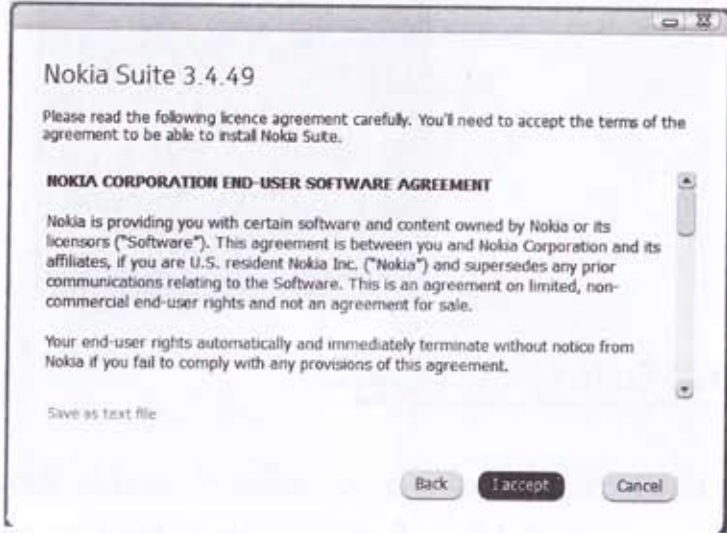 Nokia Suite 3.4.49
Please read the following licence agreement carefully. You'll need to accept the terms of the
agreement to be able to install Nokia Suite.
NOKIA CORPORATION END-USER SOFTWARE AGREEMENT
Nokia is providing you with certain software and content owned by Nokia or its
licensors ("Software"). This agreement is between you and Nokia Corporation and its
affiliates, if you are U.S. resident Nokia Inc. ("Nokia") and supersedes any prior
communications relating to the Software. This is an agreement on limited, non-
commercial end-user rights and not an agreement for sale.
Your end-user rights automatically and immediately terminate without notice from
Nokia if you fail to comply with any provisions of this agreement.
Save as text file
Back I accept Cancel